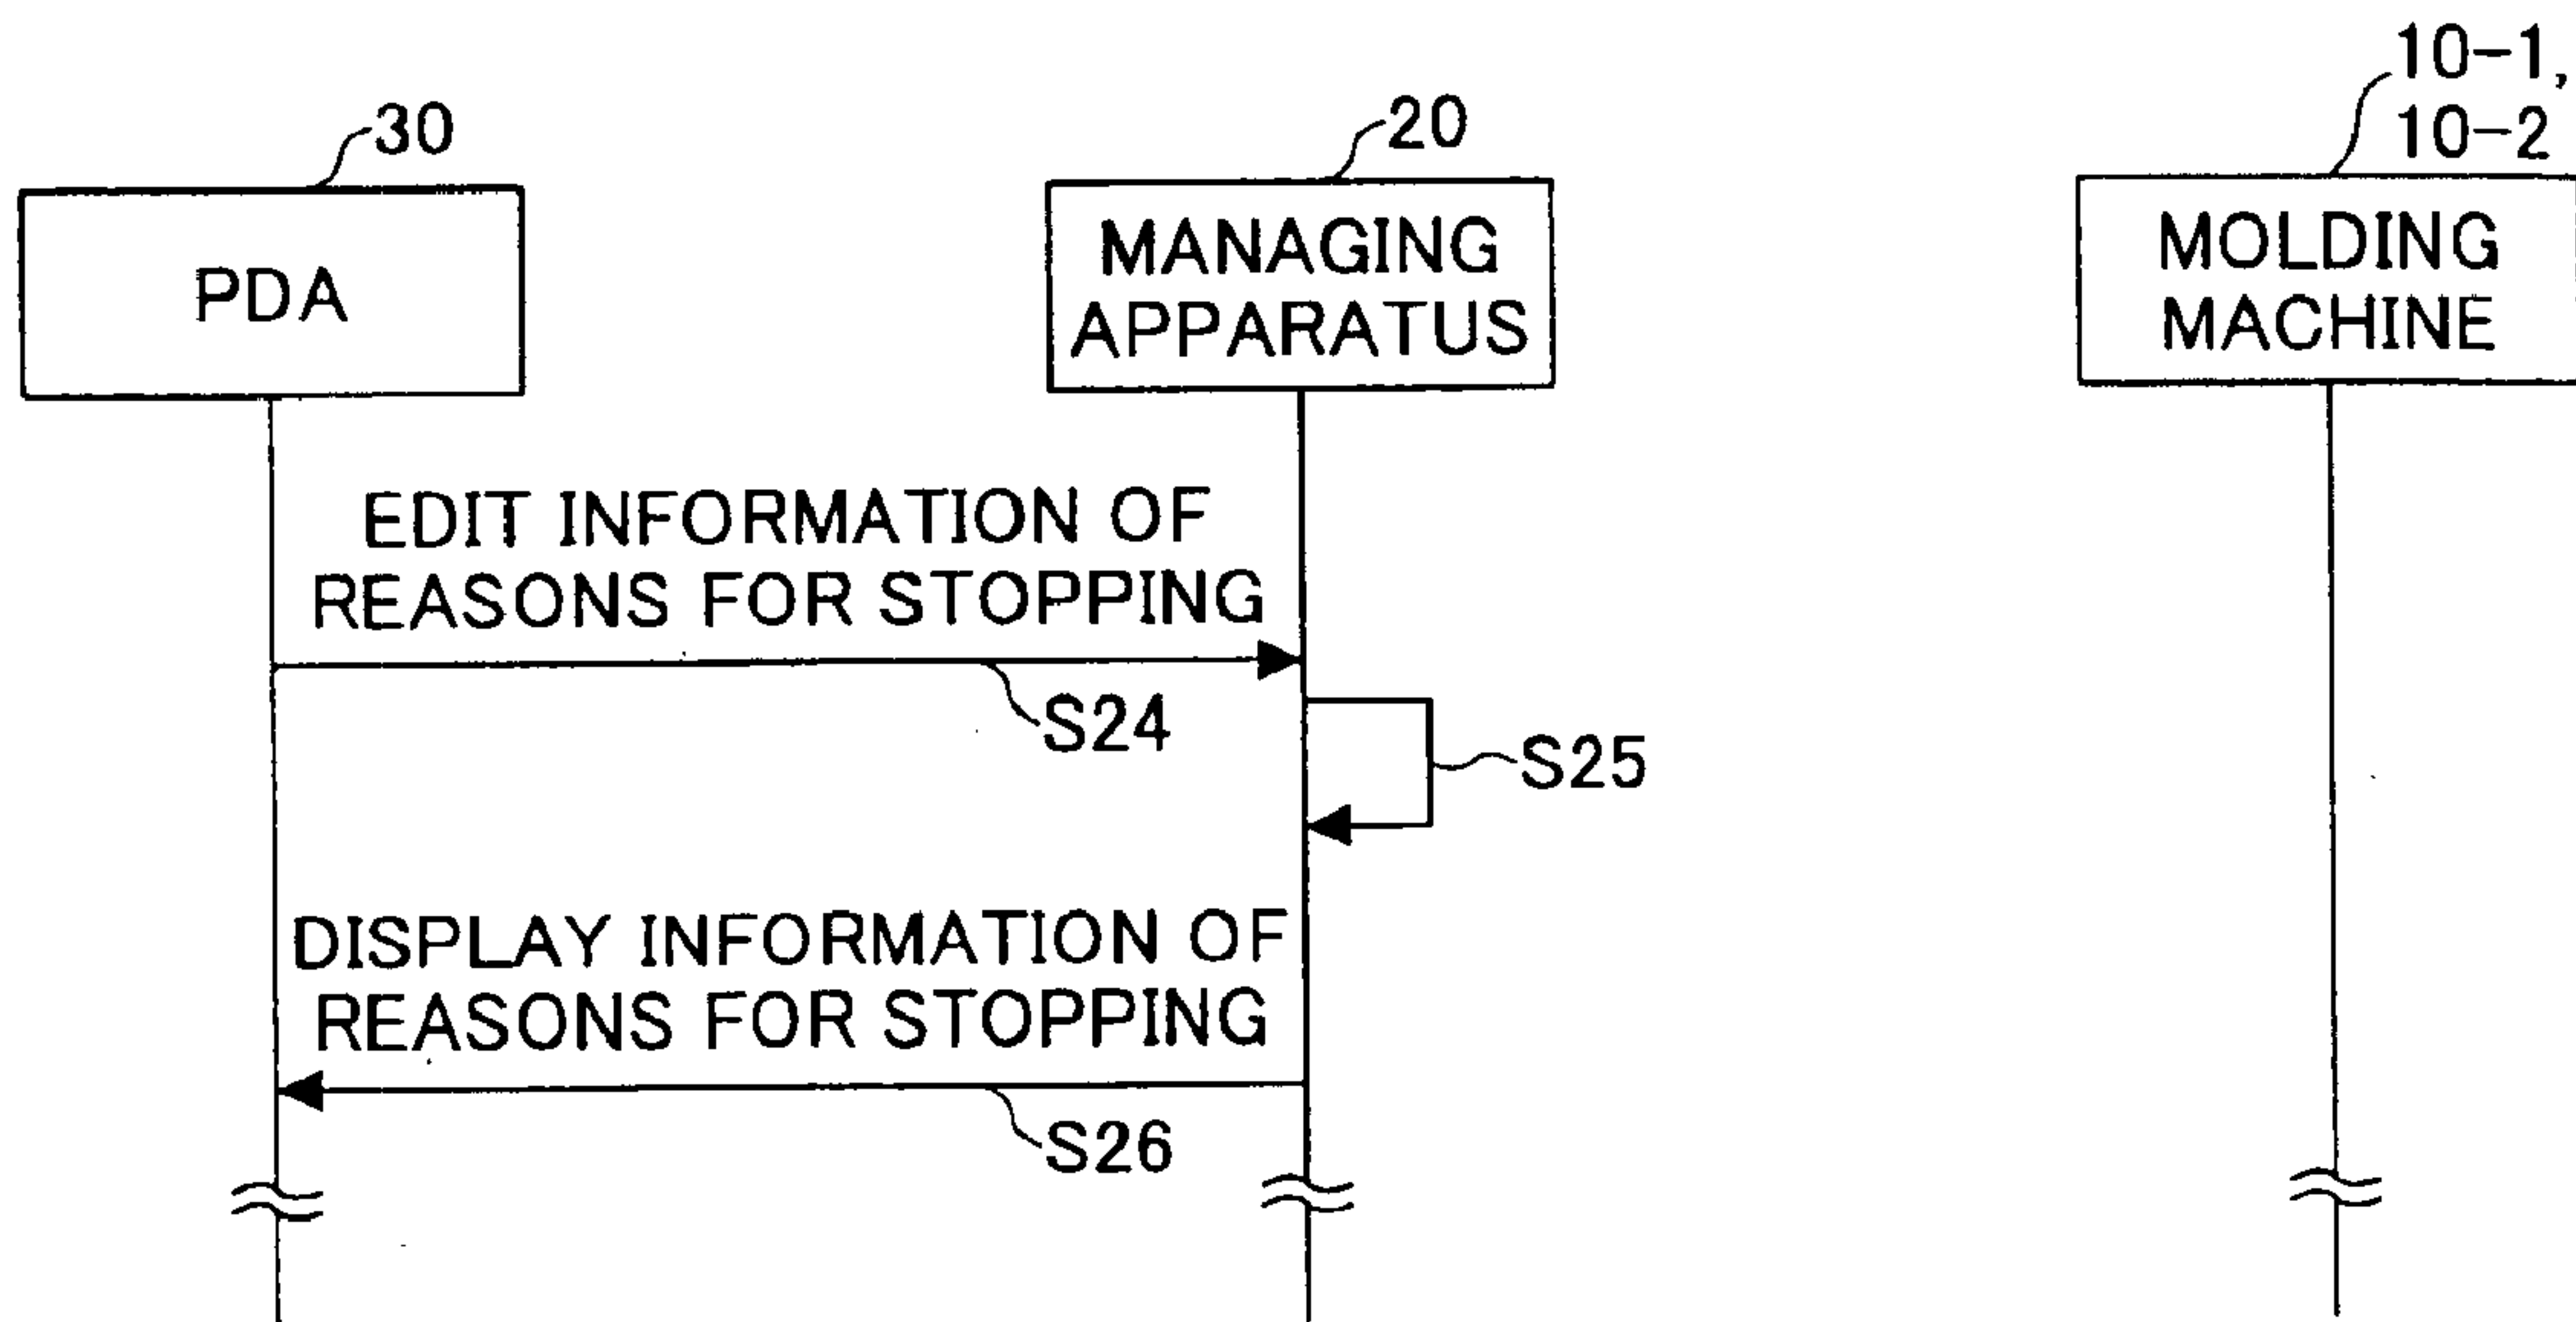 30
PDA
20
MANAGING
APPARATUS
10-1,
10-2
MOLDING
MACHINE
EDIT INFORMATION OF
REASONS FOR STOPPING
S24
S25
DISPLAY INFORMATION OF
REASONS FOR STOPPING
S26